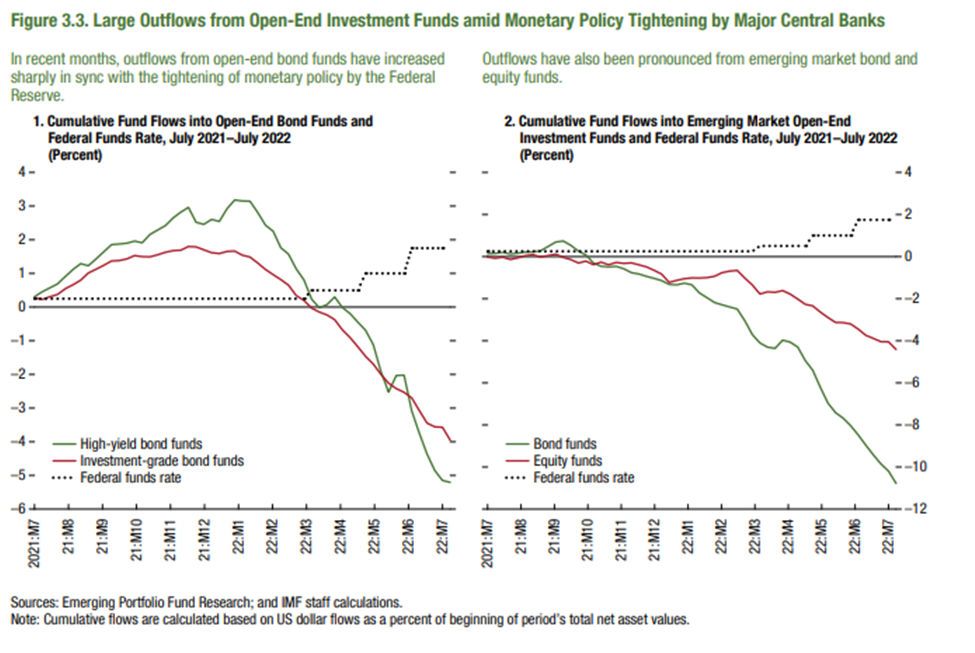 Figure 3.3. Large Outflows from Open-End Investment Funds amid Monetary Policy Tightening by Major Central Banks
In recent months, outflows from open-end bond funds have increased
sharply in sync with the tightening of monetary policy by the Federal
Reserve.
1. Cumulative Fund Flows into Open-End Bond Funds and
Federal Funds Rate, July 2021–July 2022
(Percent)
4
3
2
1
0
–1
–2
–3
–4
–5
–6
High-yield bond funds
Investment-grade bond funds
Federal funds rate
2021:M7
21:M8
21:M9
21:M10
21:M11
21:M12
22:M1
22:M2
22:M3
22:M4
22:M5
22:M6
22:M7
Outflows have also been pronounced from emerging market bond and
equity funds.
2. Cumulative Fund Flows into Emerging Market Open-End
Investment Funds and Federal Funds Rate, July 2021–July 2022
(Percent)
4
2
0
–2
–4
–6
–8
–10
–12
Bond funds
Equity funds
Federal funds rate
2021:M7
21:M8
21:M9
21:M10
21:M11
21:M12
22:M1
22:M2
22:M3
22:M4
22:M5
22:M6
22:M7
Sources: Emerging Portfolio Fund Research; and IMF staff calculations.
Note: Cumulative flows are calculated based on US dollar flows as a percent of beginning of period's total net asset values.